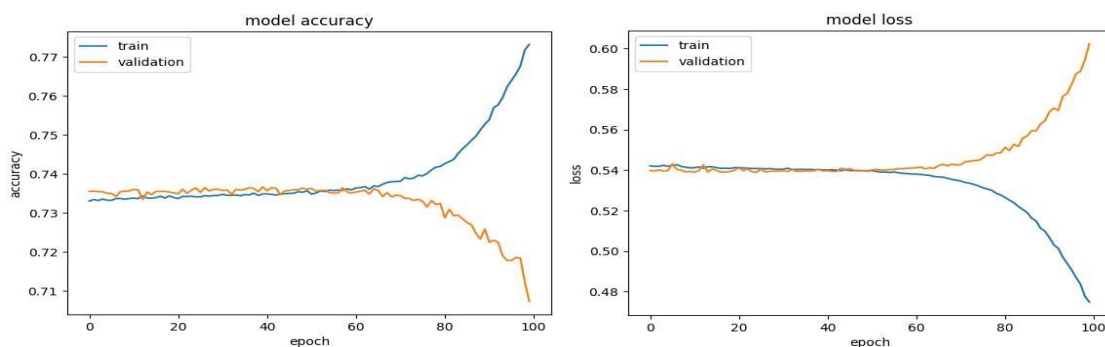 model accuracy
train
validation
0.77
0.76
0.75
0.74
0.73
0.72
0.71
accuracy
0
20
40
60
80
100
epoch
model loss
train
validation
0.60
0.58
0.56
0.54
0.52
0.50
0.48
loss
0
20
40
60
80
100
epoch